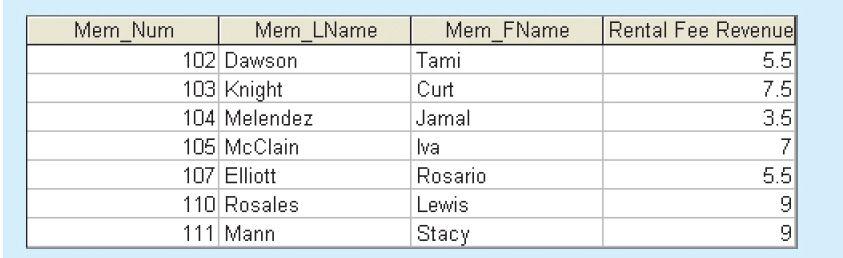 Mem_Num Mem_LName Mem_FName Rental Fee Revenue
102 Dawson Tami 5.5
103 Knight Curt 7.5
104 Melendez Jamal 3.5
105 McClain Iva 7
107 Elliott Rosario 5.5
110 Rosales Lewis 9
111 Mann Stacy 9